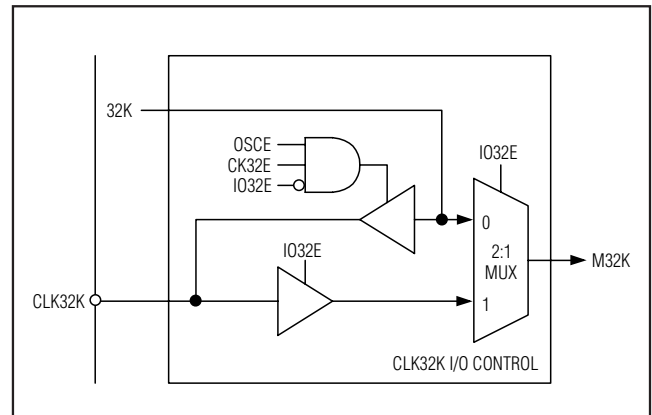 32K
OSCE
CK32E
IO32E
IO32E
0
2:1
MUX
M32K
IO32E
CLK32K
1
CLK32K I/O CONTROL